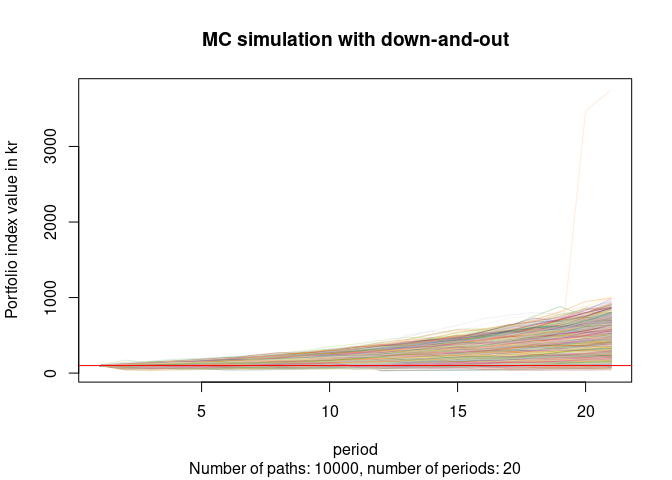 MC simulation with down-and-out
Portfolio index value in kr
3000
2000
1000
0
5 10 15 20
period
Number of paths: 10000, number of periods: 20